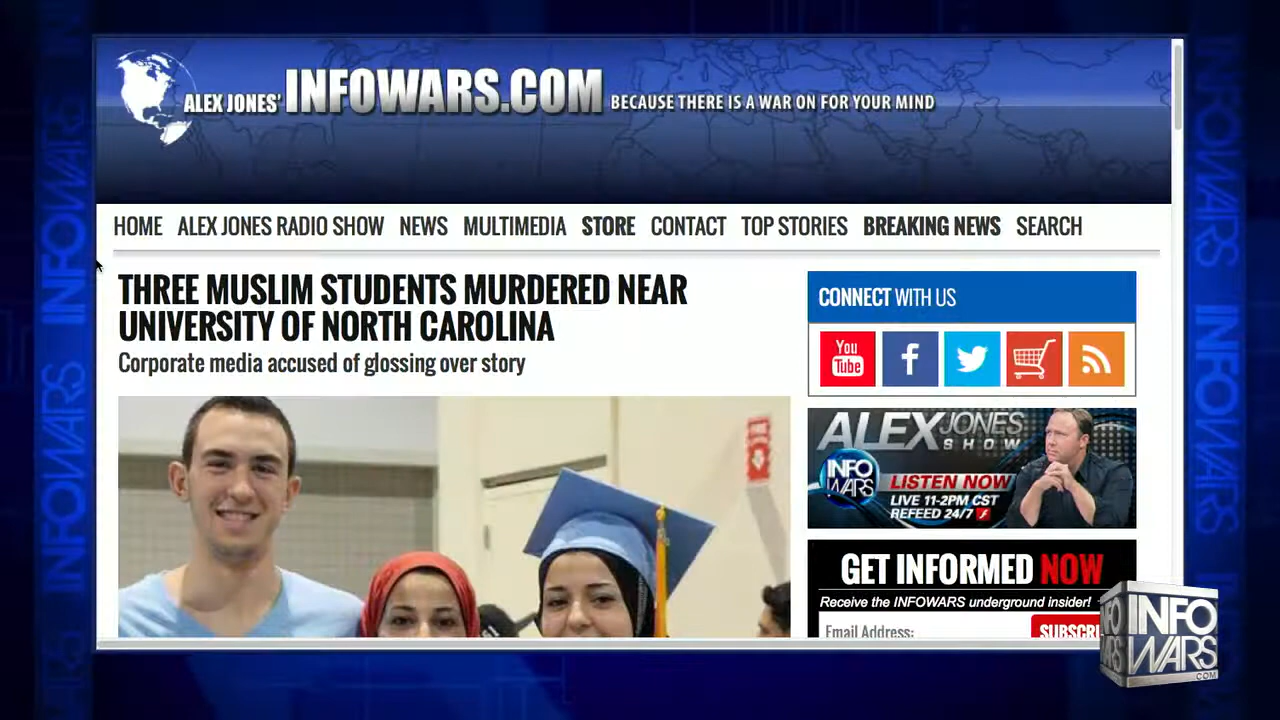 ALEX JONES' INFOWARS.COM BECAUSE THERE IS A WAR ON FOR YOUR MIND
HOME ALEX JONES RADIO SHOW NEWS MULTIMEDIA STORE CONTACT TOP STORIES BREAKING NEWS SEARCH
THREE MUSLIM STUDENTS MURDERED NEAR
UNIVERSITY OF NORTH CAROLINA
Corporate media accused of glossing over story
CONNECT WITH US
You
Tube
f
ALEX JONES
SHOW
INFO
WARS
LISTEN NOW
LIVE 11-2PM CST
REFEED 24/7
GET INFORMED NOW
Receive the INFOWARS underground insider!
Email Address:
SUBSCRI
INFO
WARS
.COM
INFOWARS
INFOWARS